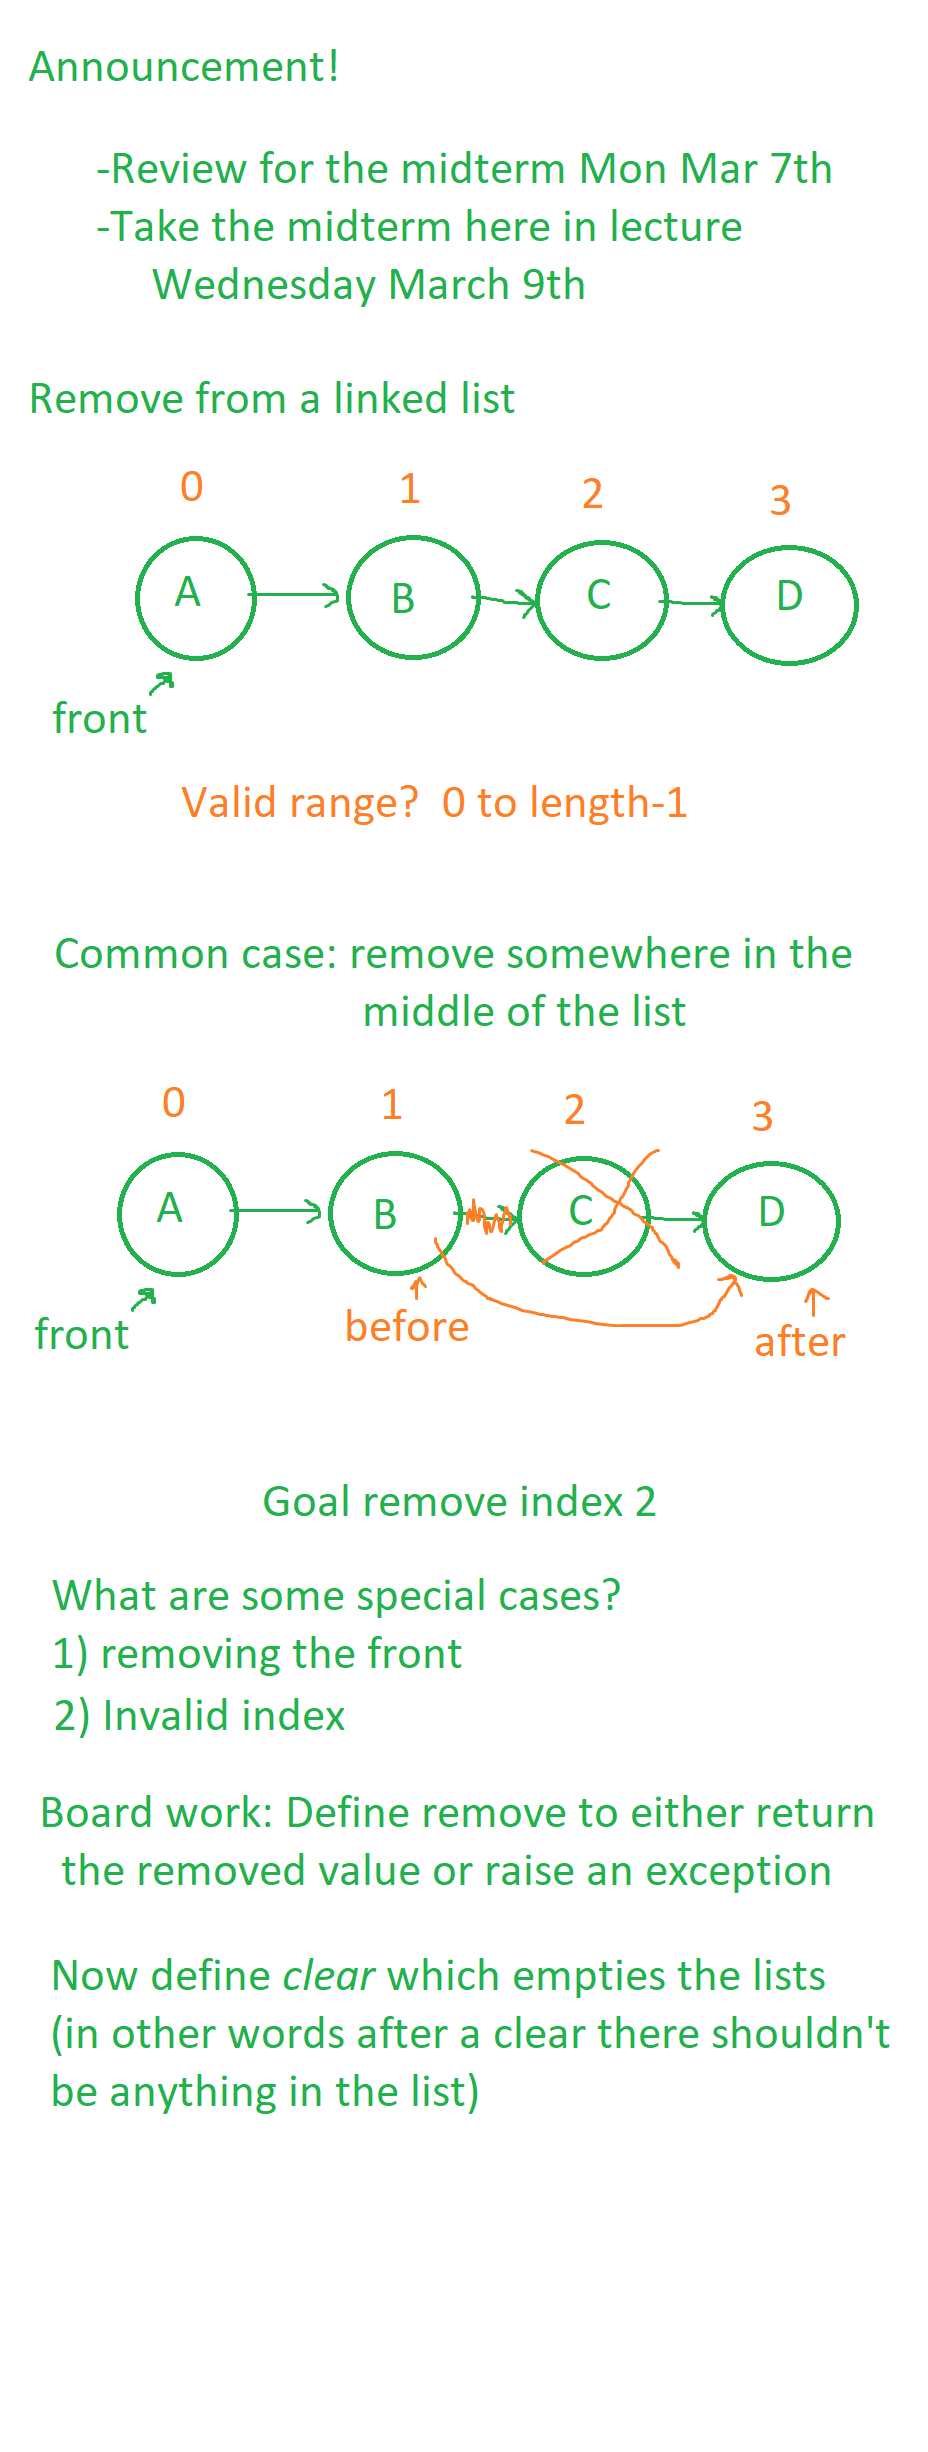 Announcement!
-Review for the midterm Mon Mar 7th
-Take the midterm here in lecture
Wednesday March 9th
Remove from a linked list
0 1 2 3
A B C D
front
Valid range? 0 to length-1
Common case: remove somewhere in the
middle of the list
0 1 2 3
A B C D
front before after
Goal remove index 2
What are some special cases?
1) removing the front
2) Invalid index
Board work: Define remove to either return
the removed value or raise an exception
Now define clear which empties the lists
(in other words after a clear there shouldn't
be anything in the list)